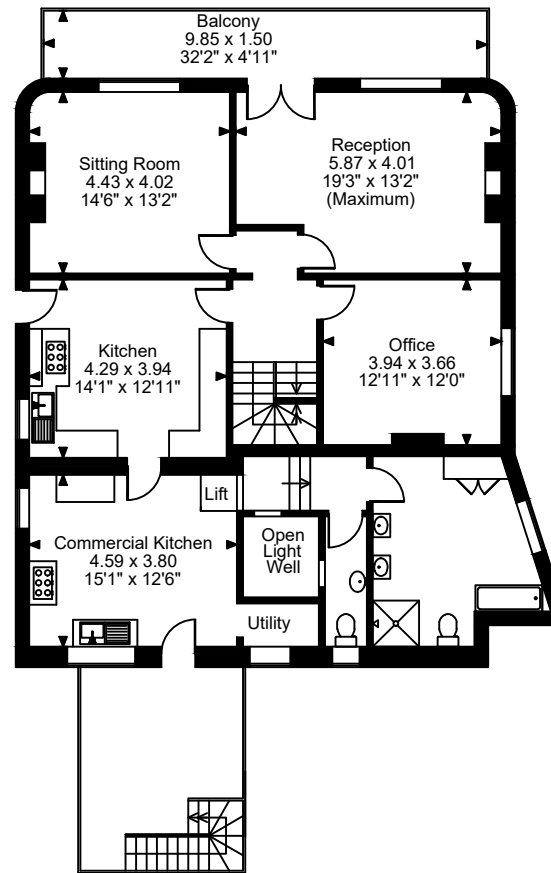 Balcony
9.85 x 1.50
32'2" x 4'11"
Sitting Room
4.43 x 4.02
14'6" x 13'2"
Reception
5.87 x 4.01
19'3" x 13'2"
(Maximum)
Kitchen
4.29 x 3.94
14'1" x 12'11"
Office
3.94 x 3.66
12'11" x 12'0"
Lift
Commercial Kitchen
4.59 x 3.80
15'1" x 12'6"
Open
Light
Well
Utility